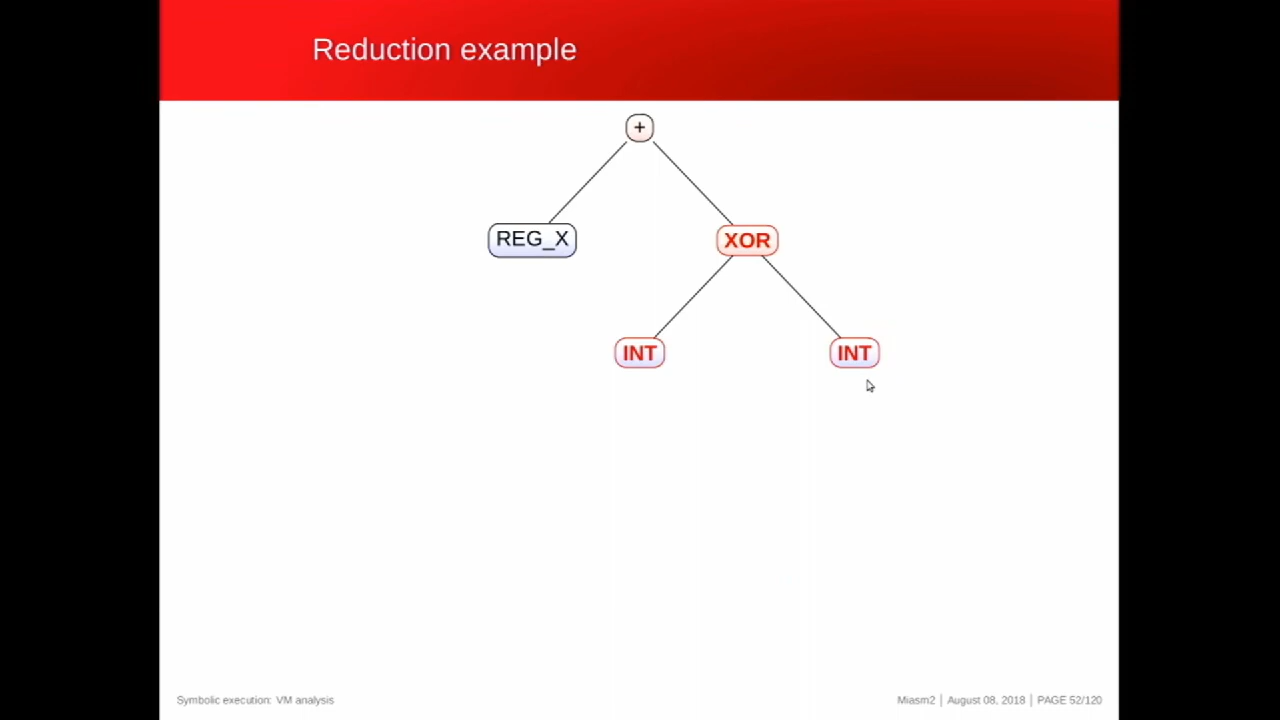 Reduction example
+
REG_X
XOR
INT
INT
Symbolic execution: VM analysis
Miasm2 | August 08, 2018 | PAGE 52/120